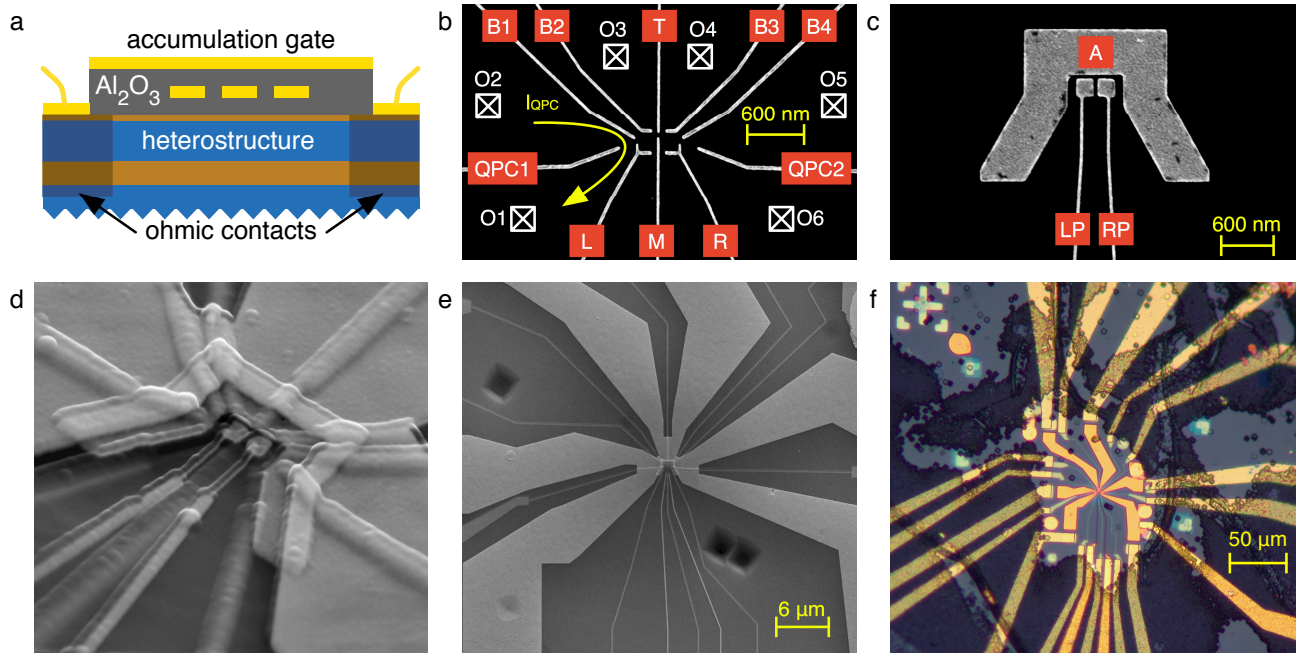 a
accumulation gate
Al₂O₃
heterostructure
ohmic contacts
b
B1 B2 O3 T O4 B3 B4
O2 O5
I_QPC
600 nm
QPC1 QPC2
O1 O6
L M R
c
A
LP RP
600 nm
d
e
6 µm
f
50 µm